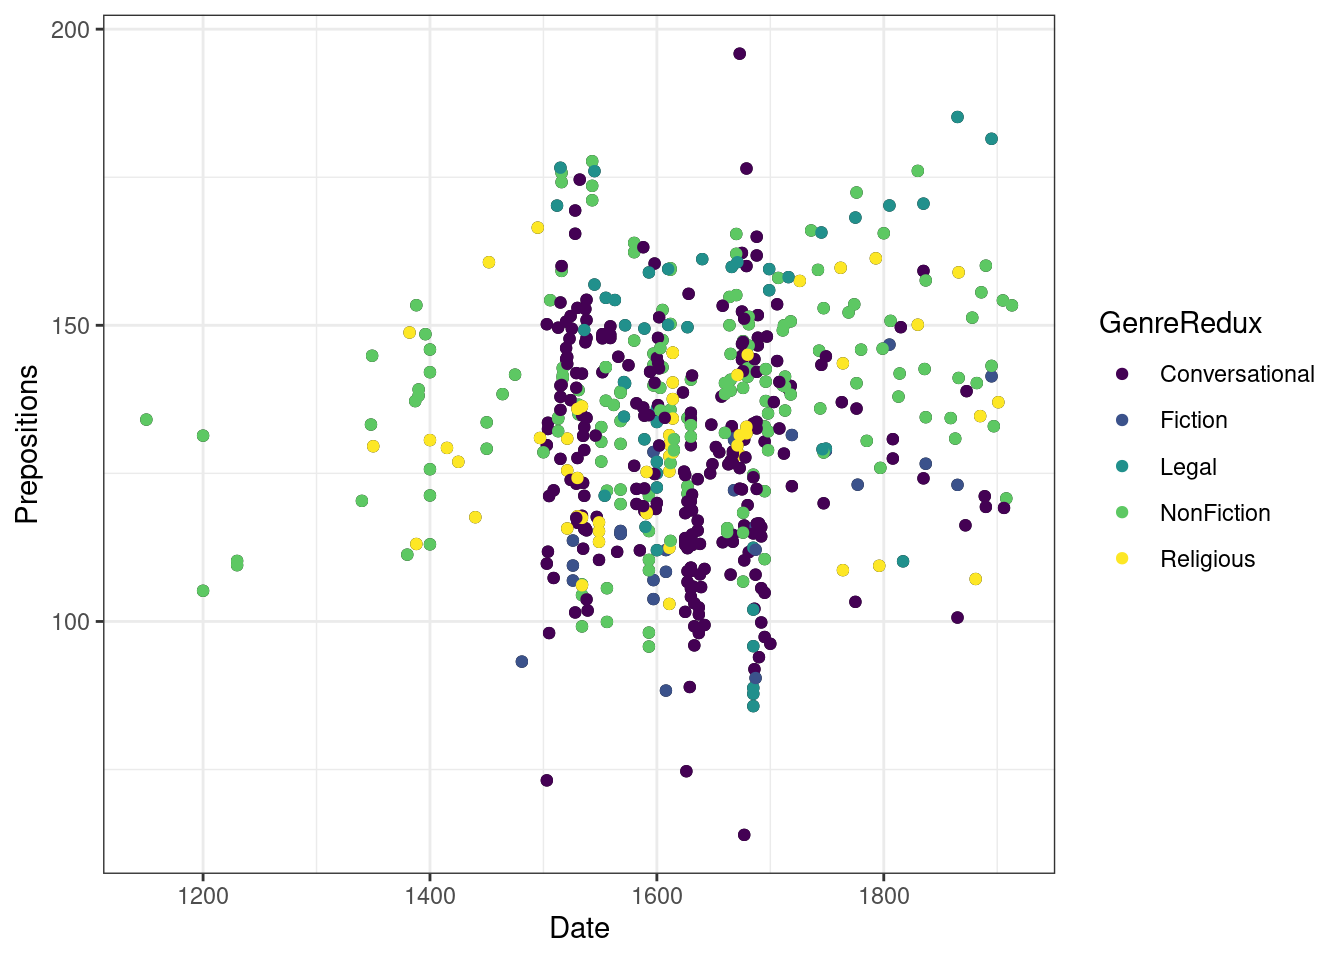 200
150
100
Prepositions
1200 1400 1600 1800
Date
GenreRedux
Conversational
Fiction
Legal
NonFiction
Religious